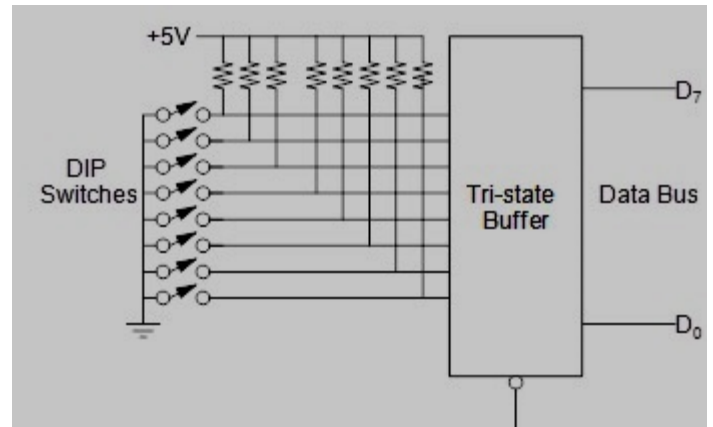 +5V
D₇
DIP
Switches
Tri-state
Buffer
Data Bus
D₀